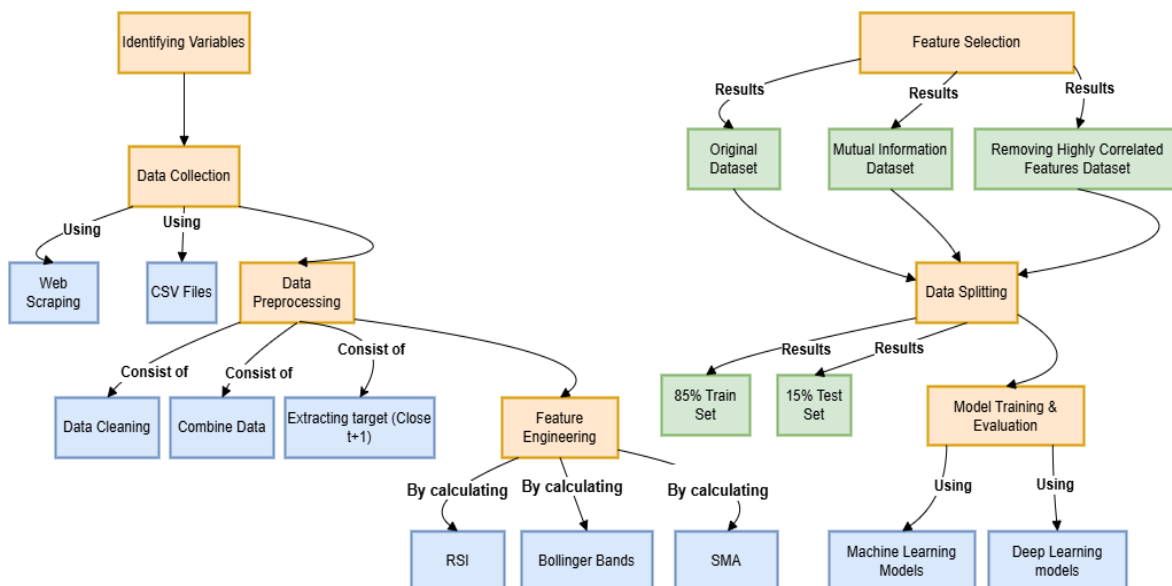 Identifying Variables
Data Collection
Using
Using
Web
Scraping
CSV Files
Data
Preprocessing
Consist of
Consist of
Consist of
Data Cleaning
Combine Data
Extracting target (Close
t+1)
Feature
Engineering
By calculating
By calculating
By calculating
RSI
Bollinger Bands
SMA
Feature Selection
Results
Results
Results
Original
Dataset
Mutual Information
Dataset
Removing Highly Correlated
Features Dataset
Data Splitting
Results
Results
85% Train
Set
15% Test
Set
Model Training &
Evaluation
Using
Using
Machine Learning
Models
Deep Learning
models